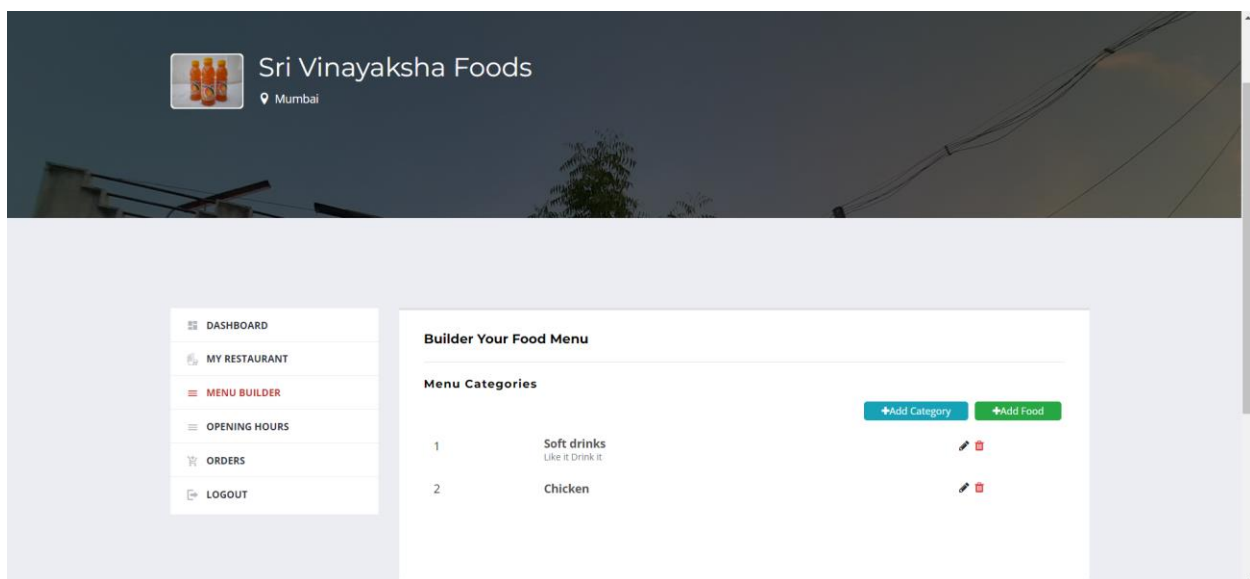 Sri Vinayaksha Foods
Mumbai
DASHBOARD
MY RESTAURANT
MENU BUILDER
OPENING HOURS
ORDERS
LOGOUT
Builder Your Food Menu
Menu Categories
+Add Category +Add Food
1 Soft drinks
Like it Drink it
2 Chicken